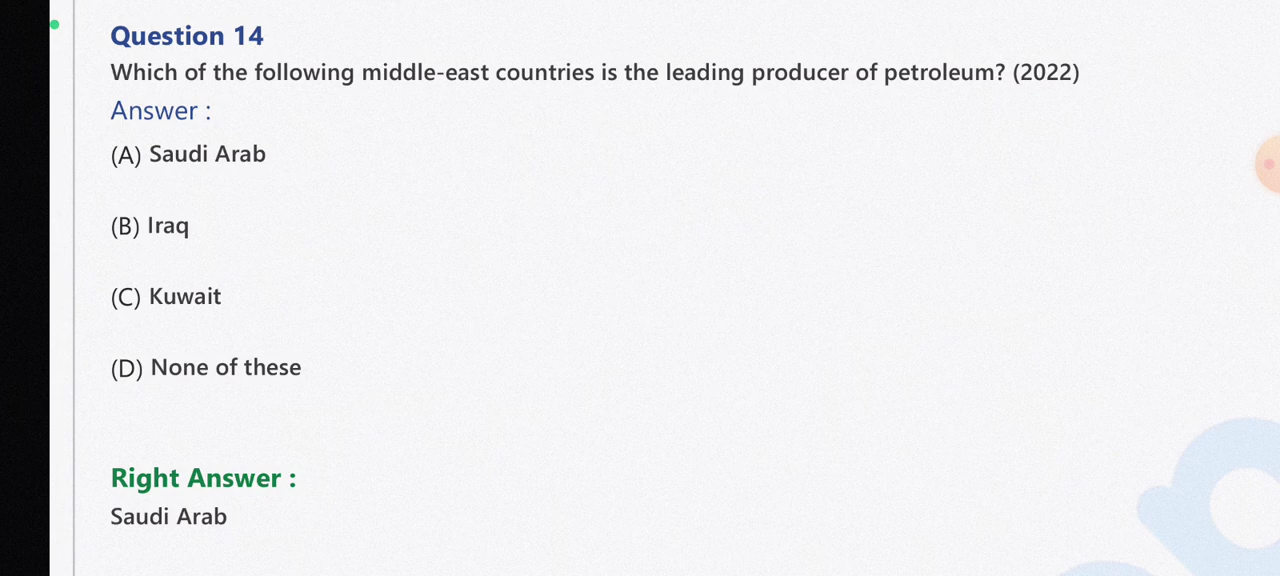 Question 14
Which of the following middle-east countries is the leading producer of petroleum? (2022)
Answer :
(A) Saudi Arab
(B) Iraq
(C) Kuwait
(D) None of these
Right Answer :
Saudi Arab